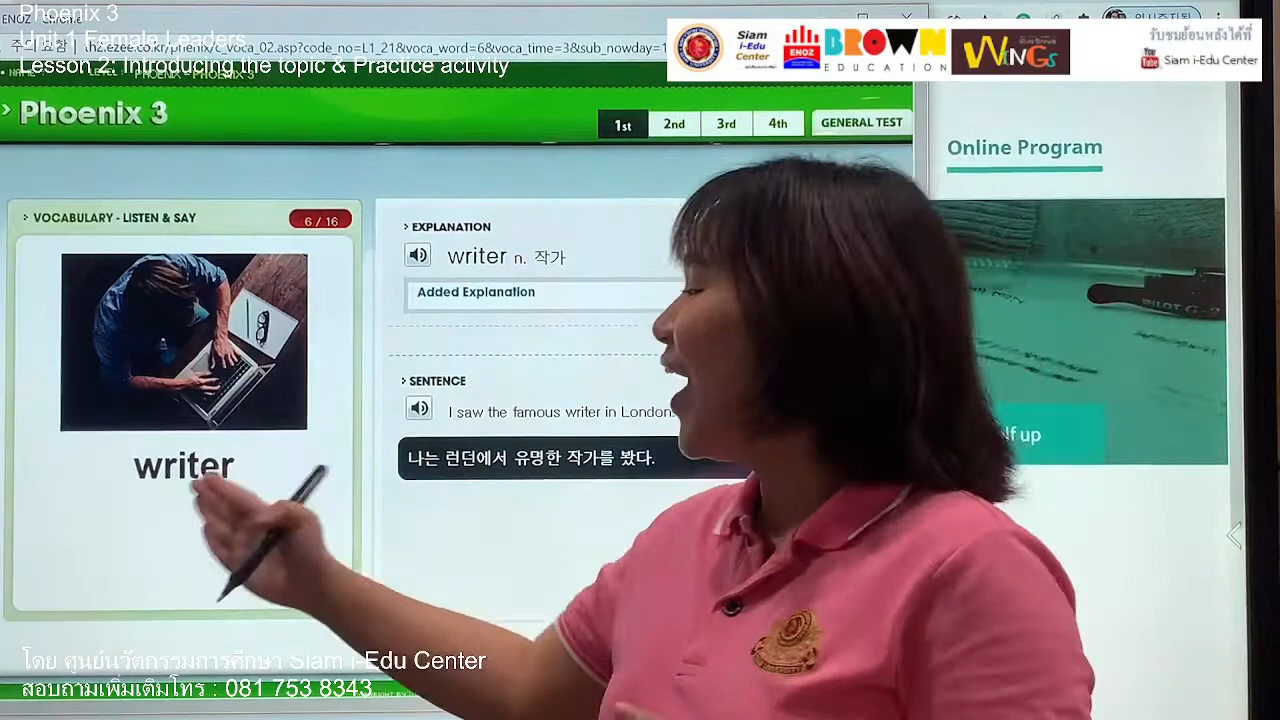 Phoenix 3
Unit 1 Female Leaders
Siam
i-Edu
Center
ENOZ
BROWN
EDUCATION
WINGS
รับชมย้อนหลังได้ที่
You
Tube
Siam i-Edu Center
Phoenix 3
1st
2nd
3rd
4th
GENERAL TEST
Online Program
VOCABULARY - LISTEN & SAY
6 / 16
EXPLANATION
writer n. 작가
Added Explanation
SENTENCE
I saw the famous writer in London.
나는 런던에서 유명한 작가를 봤다.
writer
PILOT G-2
lf up
โดย ศูนย์นวัตกรรมการศึกษา Siam i-Edu Center
สอบถามเพิ่มเติมโทร : 081 753 8343